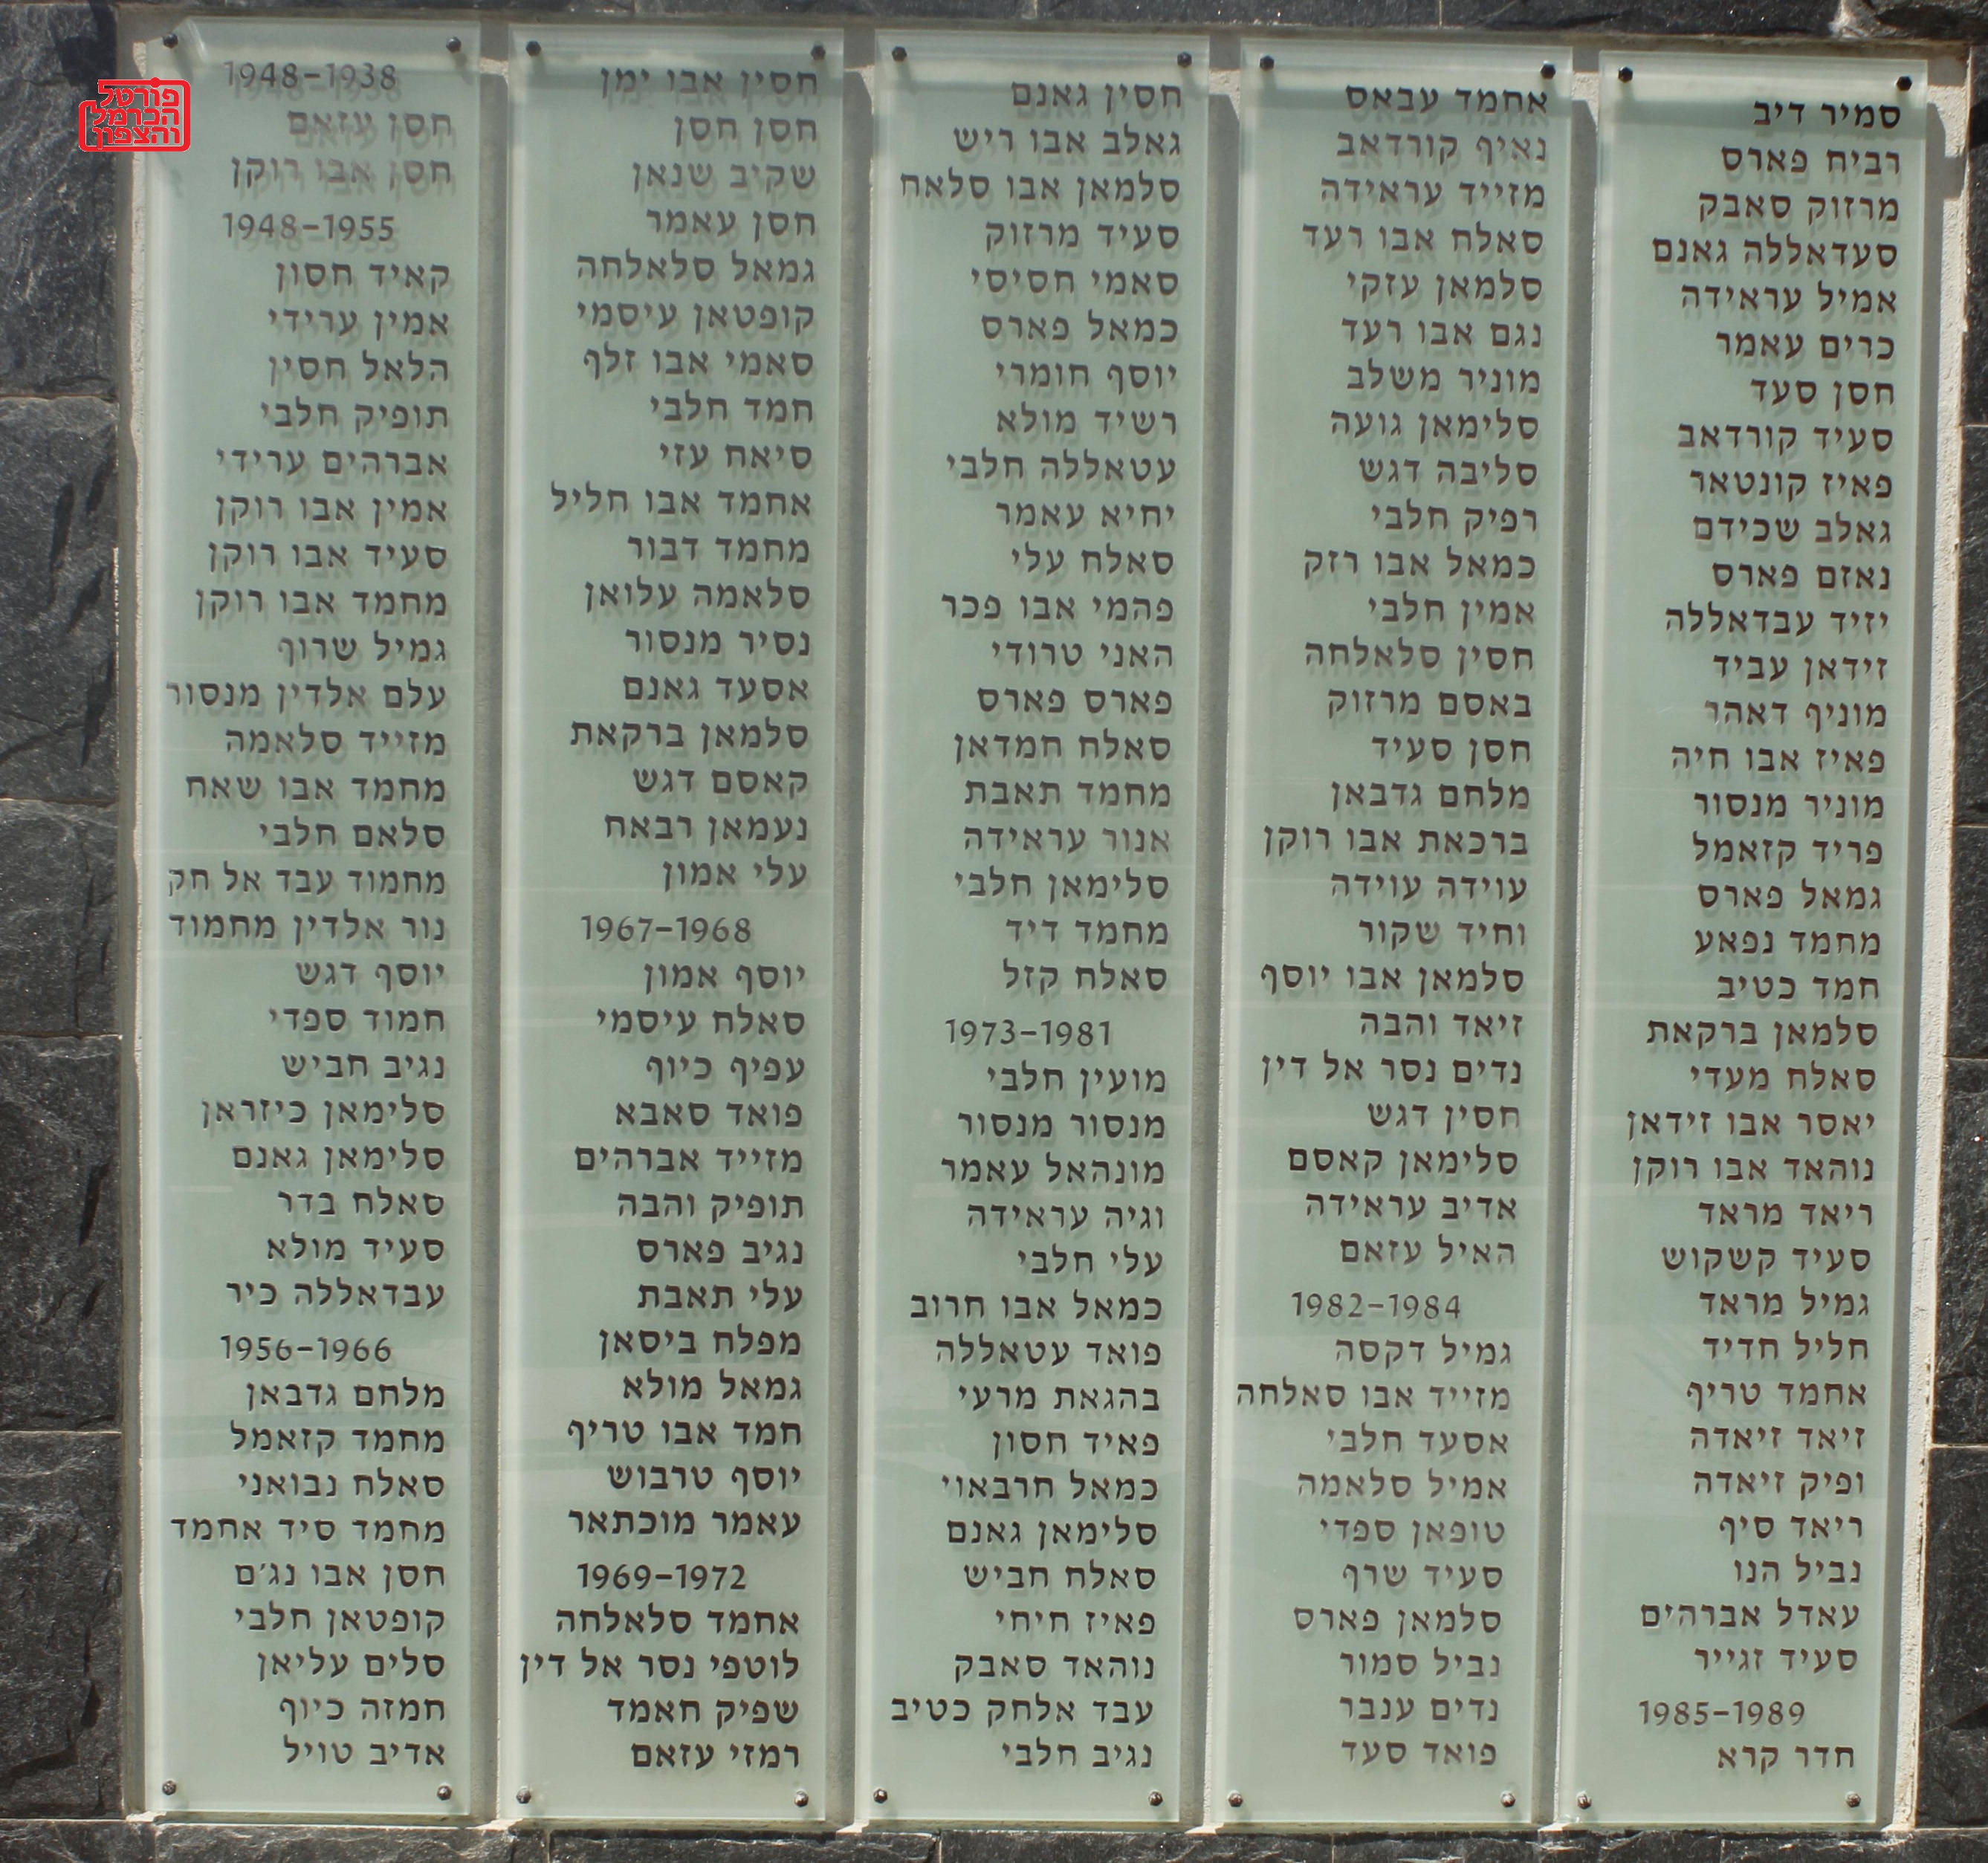 פורטל
הכרמל
והצפון
1948-1938
חסן עזאם
חסן אבו רוקן
1948-1955
קאיד חסון
אמין ערידי
הלאל חסין
תופיק חלבי
אברהים ערידי
אמין אבו רוקן
סעיד אבו רוקן
מחמד אבו רוקן
גמיל שרוף
עלם אלדין מנסור
מזייד סלאמה
מחמד אבו שאח
סלאם חלבי
מחמוד עבד אל חק
נור אלדין מחמוד
יוסף דגש
חמוד ספדי
נגיב חביש
סלימאן כיזראן
סלימאן גאנם
סאלח בדר
סעיד מולא
עבדאללה כיר
1956-1966
מלחם גדבאן
מחמד קזאמל
סאלח נבואני
מחמד סיד אחמד
חסן אבו נג'ם
קופטאן חלבי
סלים עליאן
חמזה כיוף
אדיב טויל
חסין אבו ימן
חסן חסן
שקיב שנאן
חסן עאמר
גמאל סלאלחה
קופטאן עיסמי
סאמי אבו זלף
חמד חלבי
סיאח עזי
אחמד אבו חליל
מחמד דבור
סלאמה עלואן
נסיר מנסור
אסעד גאנם
סלמאן ברקאת
קאסם דגש
נעמאן רבאח
עלי אמון
1967-1968
יוסף אמון
סאלח עיסמי
עפיף כיוף
פואד סאבא
מזייד אברהים
תופיק והבה
נגיב פארס
עלי תאבת
מפלח ביסאן
גמאל מולא
חמד אבו טריף
יוסף טרבוש
עאמר מוכתאר
1969-1972
אחמד סלאלחה
לוטפי נסר אל דין
שפיק חאמד
רמזי עזאם
חסין גאנם
גאלב אבו ריש
סלמאן אבו סלאח
סעיד מרזוק
סאמי חסיסי
כמאל פארס
יוסף חומרי
רשיד מולא
עטאללה חלבי
יחיא עאמר
סאלח עלי
פהמי אבו פכר
האני טרודי
פארס פארס
סאלח חמדאן
מחמד תאבת
אנור עראידה
סלימאן חלבי
מחמד דיד
סאלח קזל
1973-1981
מועין חלבי
מנסור מנסור
מונהאל עאמר
וגיה עראידה
עלי חלבי
כמאל אבו חרוב
פואד עטאללה
בהגאת מרעי
פאיד חסון
כמאל חרבאוי
סלימאן גאנם
סאלח חביש
פאיז חיחי
נוהאד סאבק
עבד אלחק כטיב
נגיב חלבי
אחמד עבאס
נאיף קורדאב
מזייד עראידה
סאלח אבו רעד
סלמאן עזקי
נגם אבו רעד
מוניר משלב
סלימאן גועה
סליבה דגש
רפיק חלבי
כמאל אבו רזק
אמין חלבי
חסין סלאלחה
באסם מרזוק
חסן סעיד
מלחם גדבאן
ברכאת אבו רוקן
עוידה עוידה
וחיד שקור
סלמאן אבו יוסף
זיאד והבה
נדים נסר אל דין
חסין דגש
סלימאן קאסם
אדיב עראידה
האיל עזאם
1982-1984
גמיל דקסה
מזייד אבו סאלחה
אסעד חלבי
אמיל סלאמה
טופאן ספדי
סעיד שרף
סלמאן פארס
נביל סמור
נדים ענבר
פואד סעד
סמיר דיב
רביח פארס
מרזוק סאבק
סעדאללה גאנם
אמיל עראידה
כרים עאמר
חסן סעד
סעיד קורדאב
פאיז קונטאר
גאלב שכידם
נאזם פארס
יזיד עבדאללה
זידאן עביד
מוניף דאהר
פאיז אבו חיה
מוניר מנסור
פריד קזאמל
גמאל פארס
מחמד נפאע
חמד כטיב
סלמאן ברקאת
סאלח מעדי
יאסר אבו זידאן
נוהאד אבו רוקן
ריאד מראד
סעיד קשקוש
גמיל מראד
חליל חדיד
אחמד טריף
זיאד זיאדה
ופיק זיאדה
ריאד סיף
נביל הנו
עאדל אברהים
סעיד זגייר
1985-1989
חדר קרא